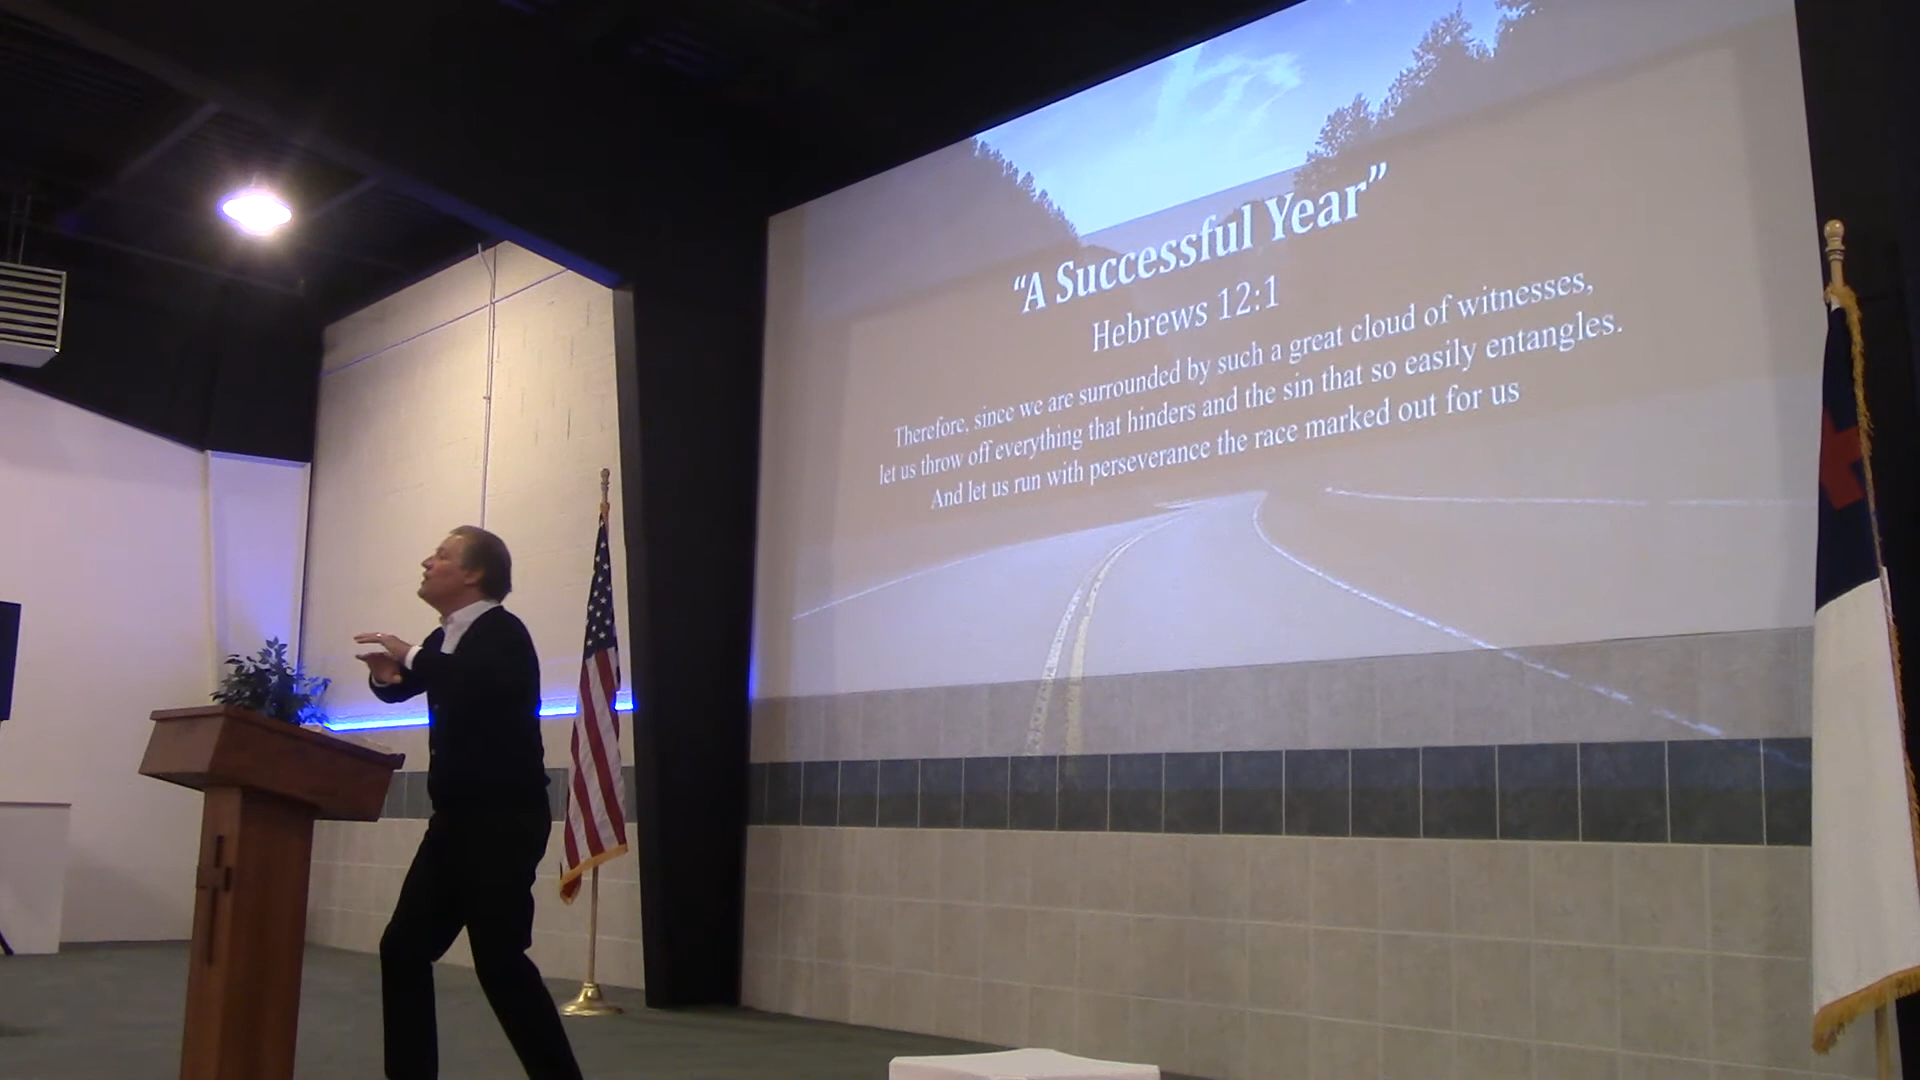 “A Successful Year”
Hebrews 12:1
Therefore, since we are surrounded by such a great cloud of witnesses,
let us throw off everything that hinders and the sin that so easily entangles.
And let us run with perseverance the race marked out for us